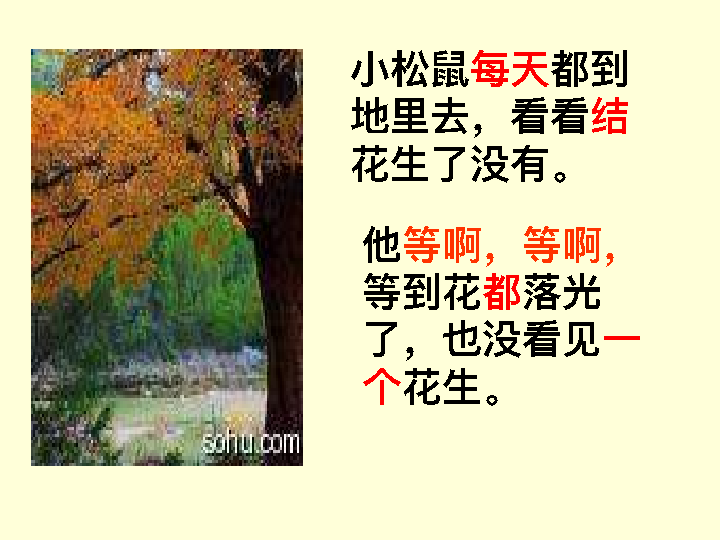 小松鼠每天都到
地里去，看看结
花生了没有。
他等啊，等啊，
等到花都落光
了，也没看见一
个花生。
sohu.com